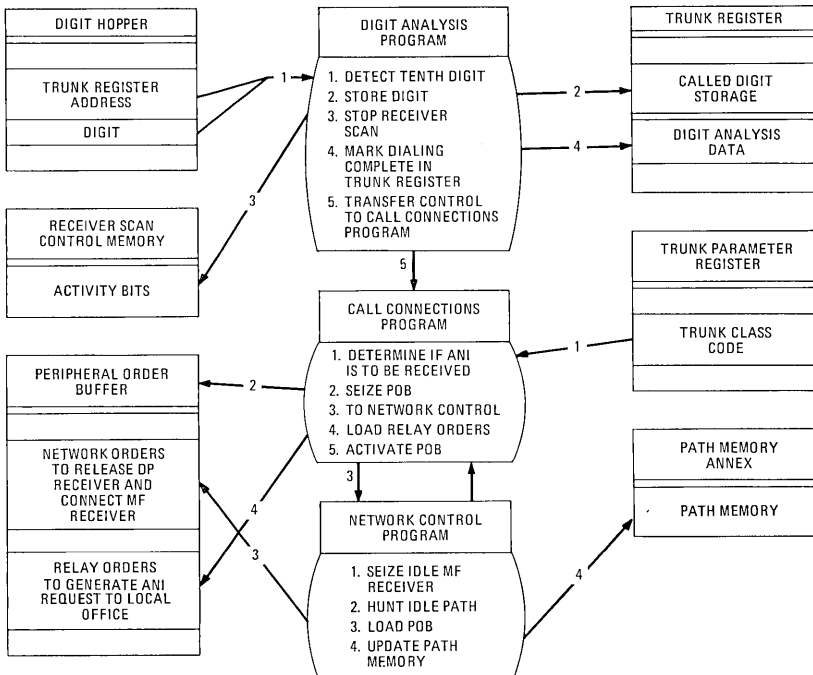 DIGIT HOPPER
TRUNK REGISTER
ADDRESS
DIGIT
1
DIGIT ANALYSIS
PROGRAM
1. DETECT TENTH DIGIT
2. STORE DIGIT
3. STOP RECEIVER
SCAN
4. MARK DIALING
COMPLETE IN
TRUNK REGISTER
5. TRANSFER CONTROL
TO CALL CONNECTIONS
PROGRAM
2
4
TRUNK REGISTER
CALLED DIGIT
STORAGE
DIGIT ANALYSIS
DATA
3
RECEIVER SCAN
CONTROL MEMORY
ACTIVITY BITS
5
CALL CONNECTIONS
PROGRAM
1. DETERMINE IF ANI
IS TO BE RECEIVED
2. SEIZE POB
3. TO NETWORK CONTROL
4. LOAD RELAY ORDERS
5. ACTIVATE POB
1
TRUNK PARAMETER
REGISTER
TRUNK CLASS
CODE
2
PERIPHERAL ORDER
BUFFER
NETWORK ORDERS
TO RELEASE DP
RECEIVER AND
CONNECT MF
RECEIVER
RELAY ORDERS
TO GENERATE ANI
REQUEST TO LOCAL
OFFICE
4
3
3
NETWORK CONTROL
PROGRAM
1. SEIZE IDLE MF
RECEIVER
2. HUNT IDLE PATH
3. LOAD POB
4. UPDATE PATH
MEMORY
4
PATH MEMORY
ANNEX
PATH MEMORY